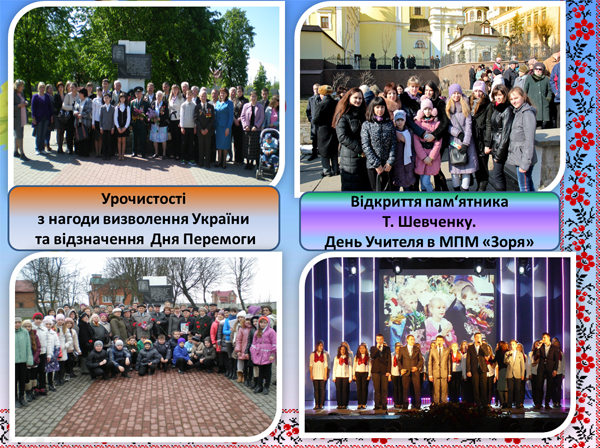 Урочистості
з нагоди визволення України
та відзначення Дня Перемоги
Відкриття пам‘ятника
Т. Шевченку.
День Учителя в МПМ «Зоря»